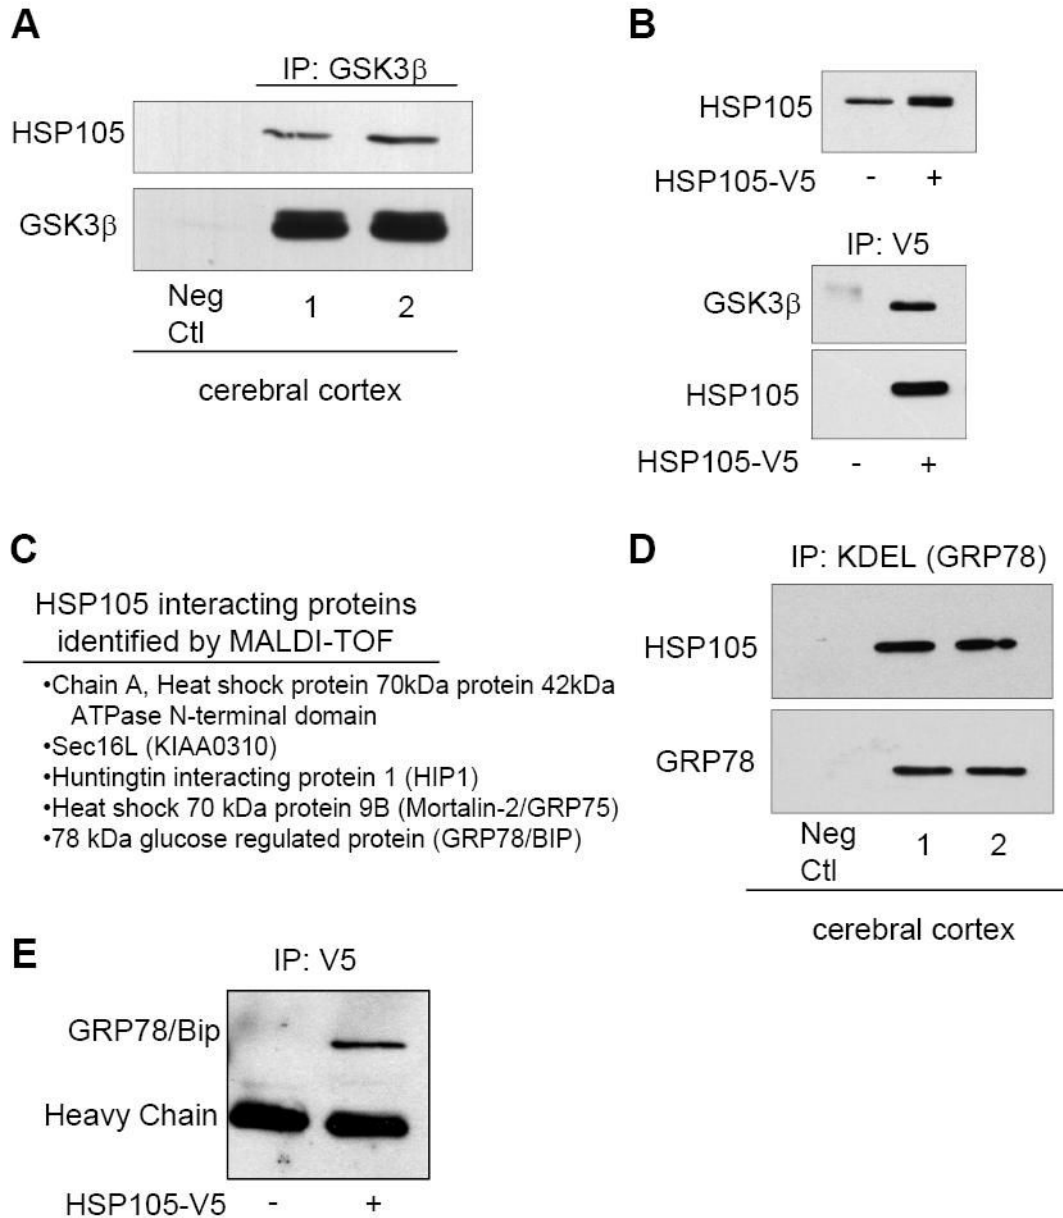 A
IP: GSK3β
HSP105
GSK3β
Neg
Ctl
1
2
cerebral cortex
B
HSP105
HSP105-V5
-
+
IP: V5
GSK3β
HSP105
HSP105-V5
-
+
C
HSP105 interacting proteins
identified by MALDI-TOF
•Chain A, Heat shock protein 70kDa protein 42kDa
ATPase N-terminal domain
•Sec16L (KIAA0310)
•Huntingtin interacting protein 1 (HIP1)
•Heat shock 70 kDa protein 9B (Mortalin-2/GRP75)
•78 kDa glucose regulated protein (GRP78/BIP)
D
IP: KDEL (GRP78)
HSP105
GRP78
Neg
Ctl
1
2
cerebral cortex
E
IP: V5
GRP78/Bip
Heavy Chain
HSP105-V5
-
+